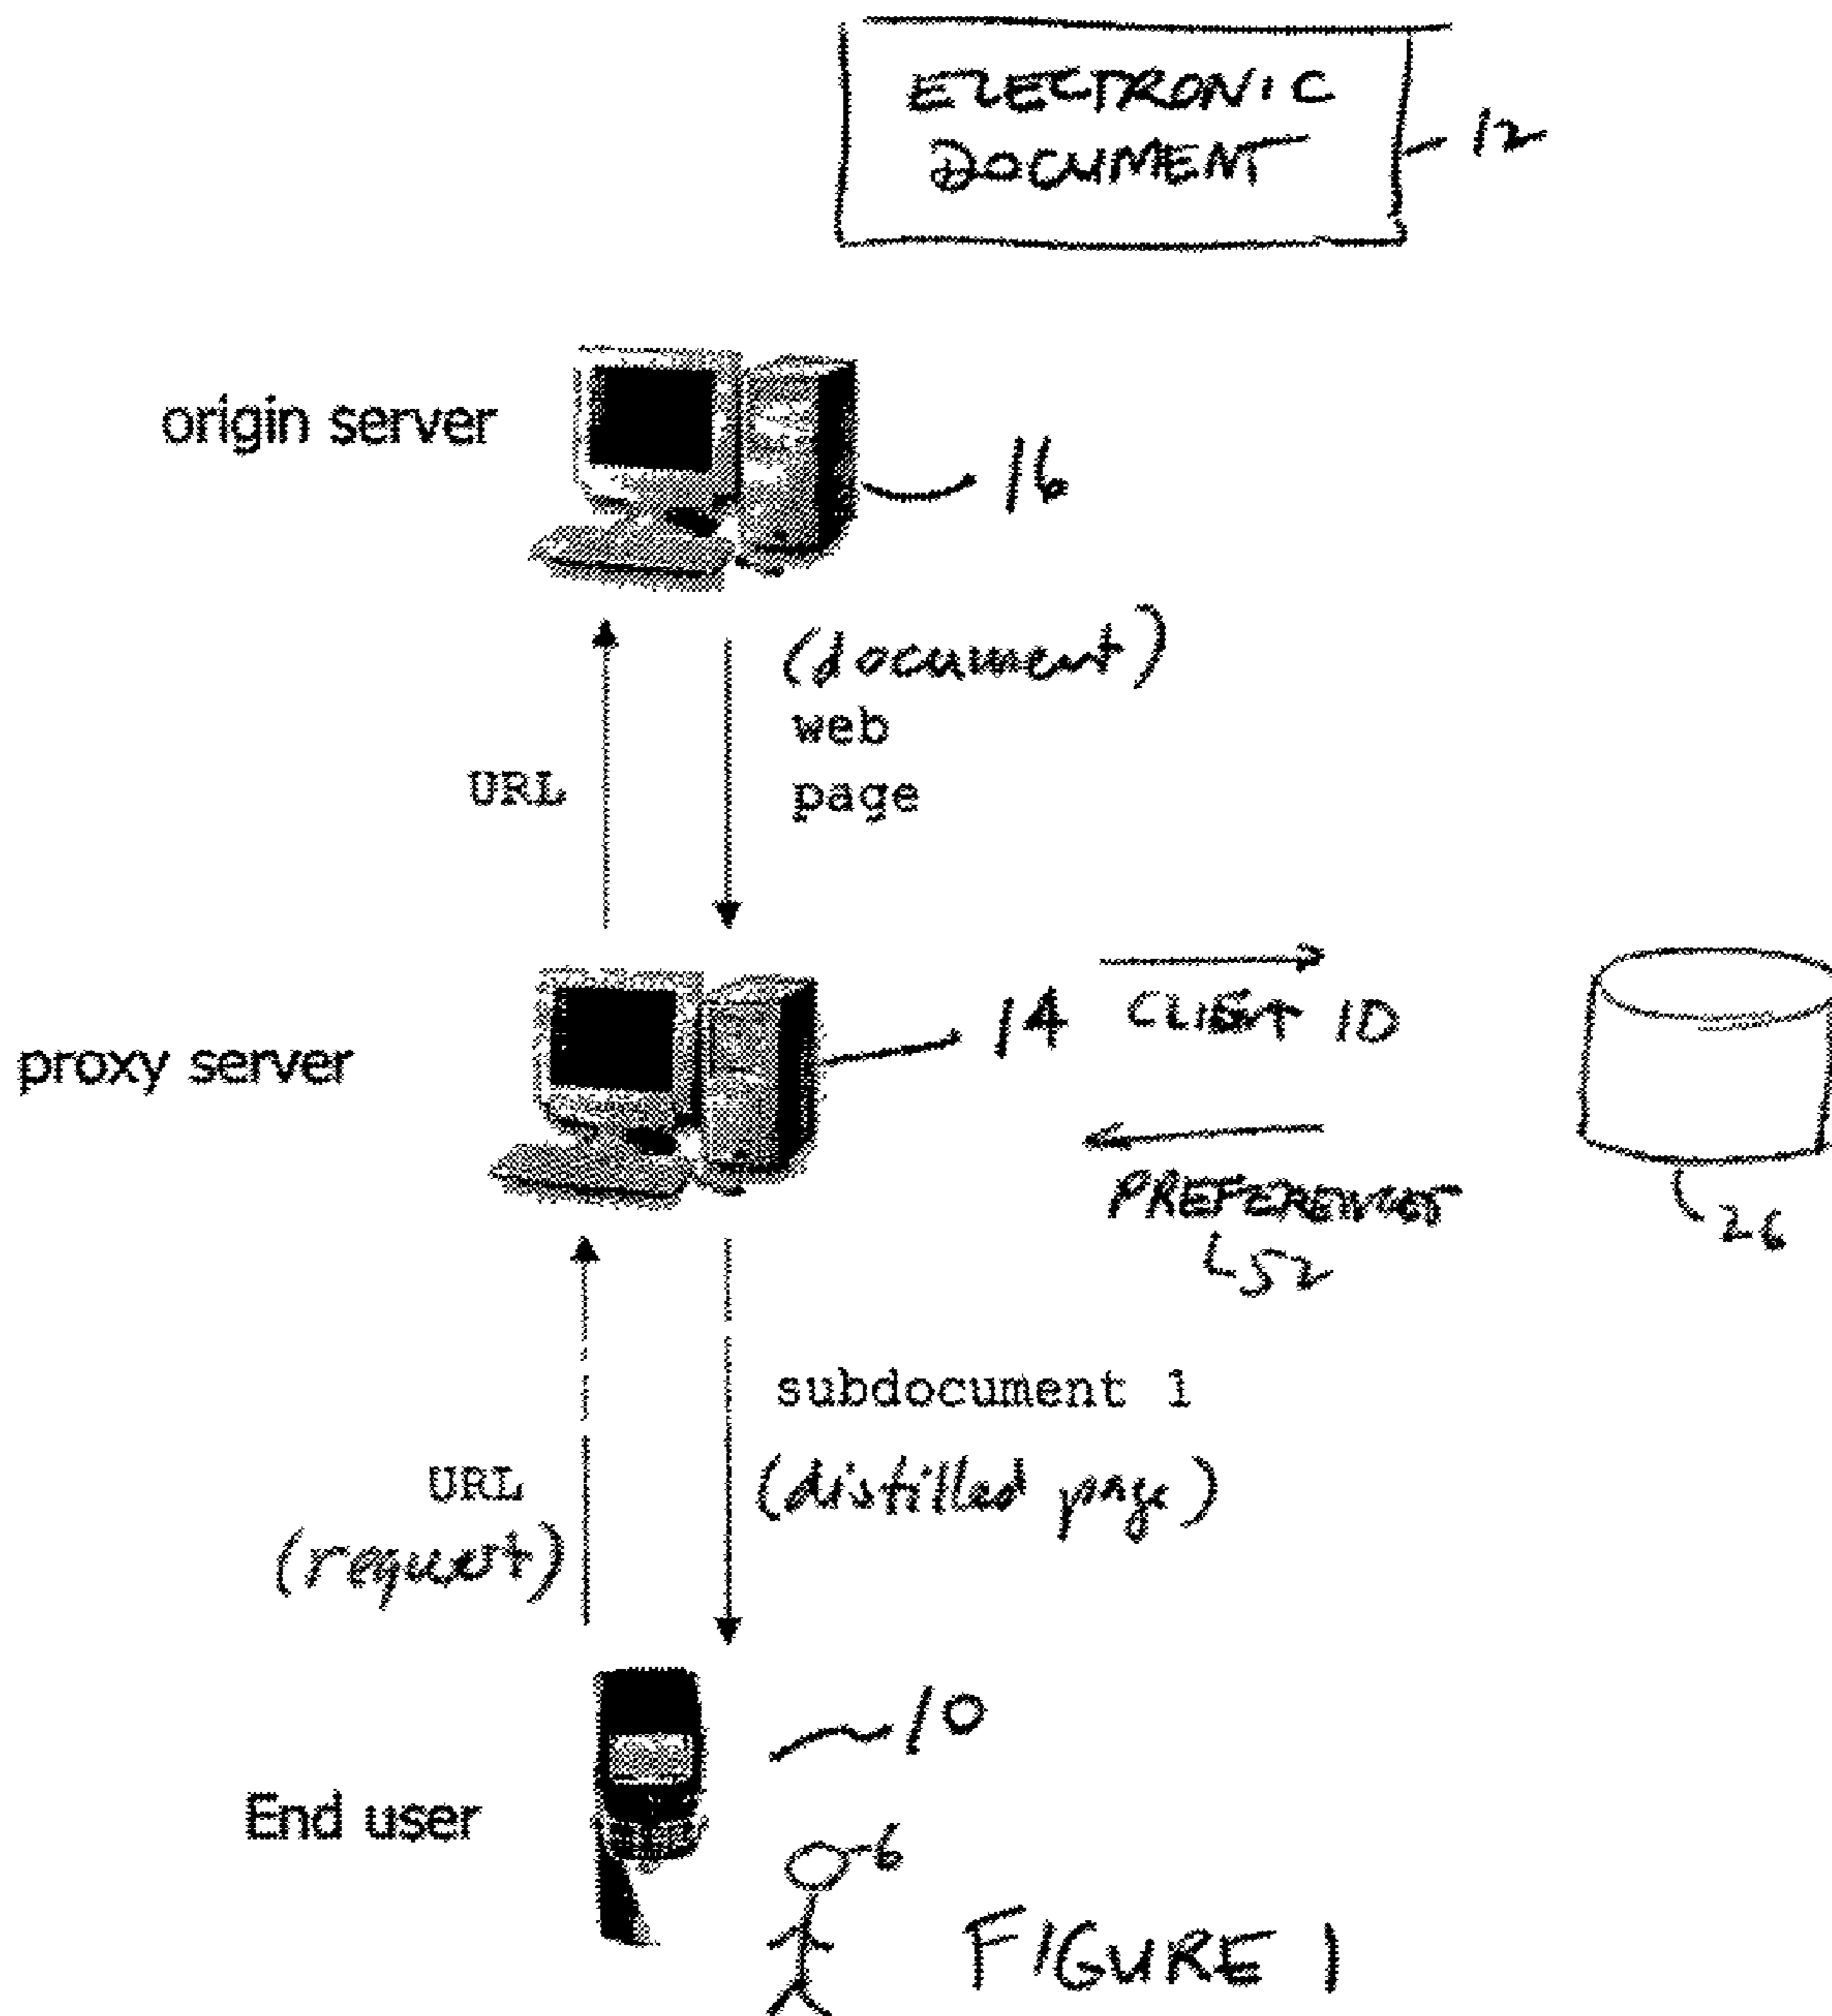 ELECTRONIC
DOCUMENT
12
origin server
16
(document)
web
page
URL
proxy server
14
CLIENT ID
PREFERENCES
52
26
subdocument 1
(distilled page)
URL
(request)
10
End user
6
FIGURE 1